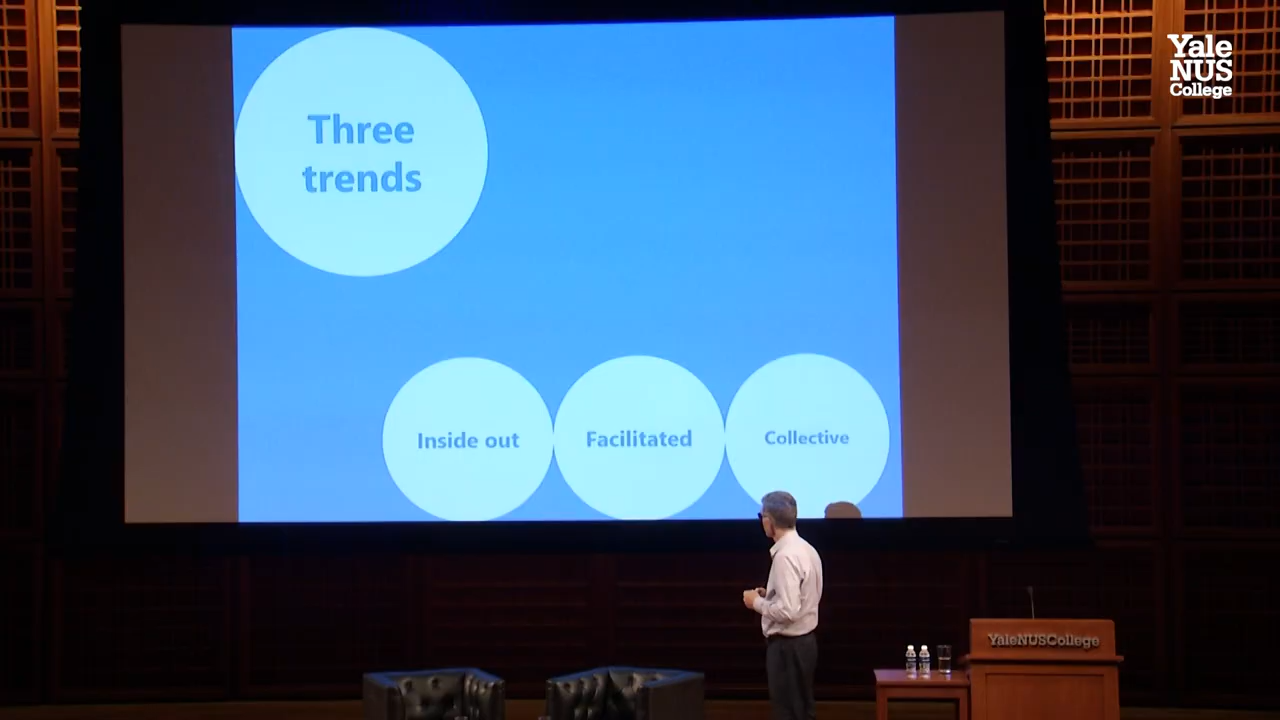 Three
trends
Inside out
Facilitated
Collective
Yale
NUS
College
YaleNUSCollege